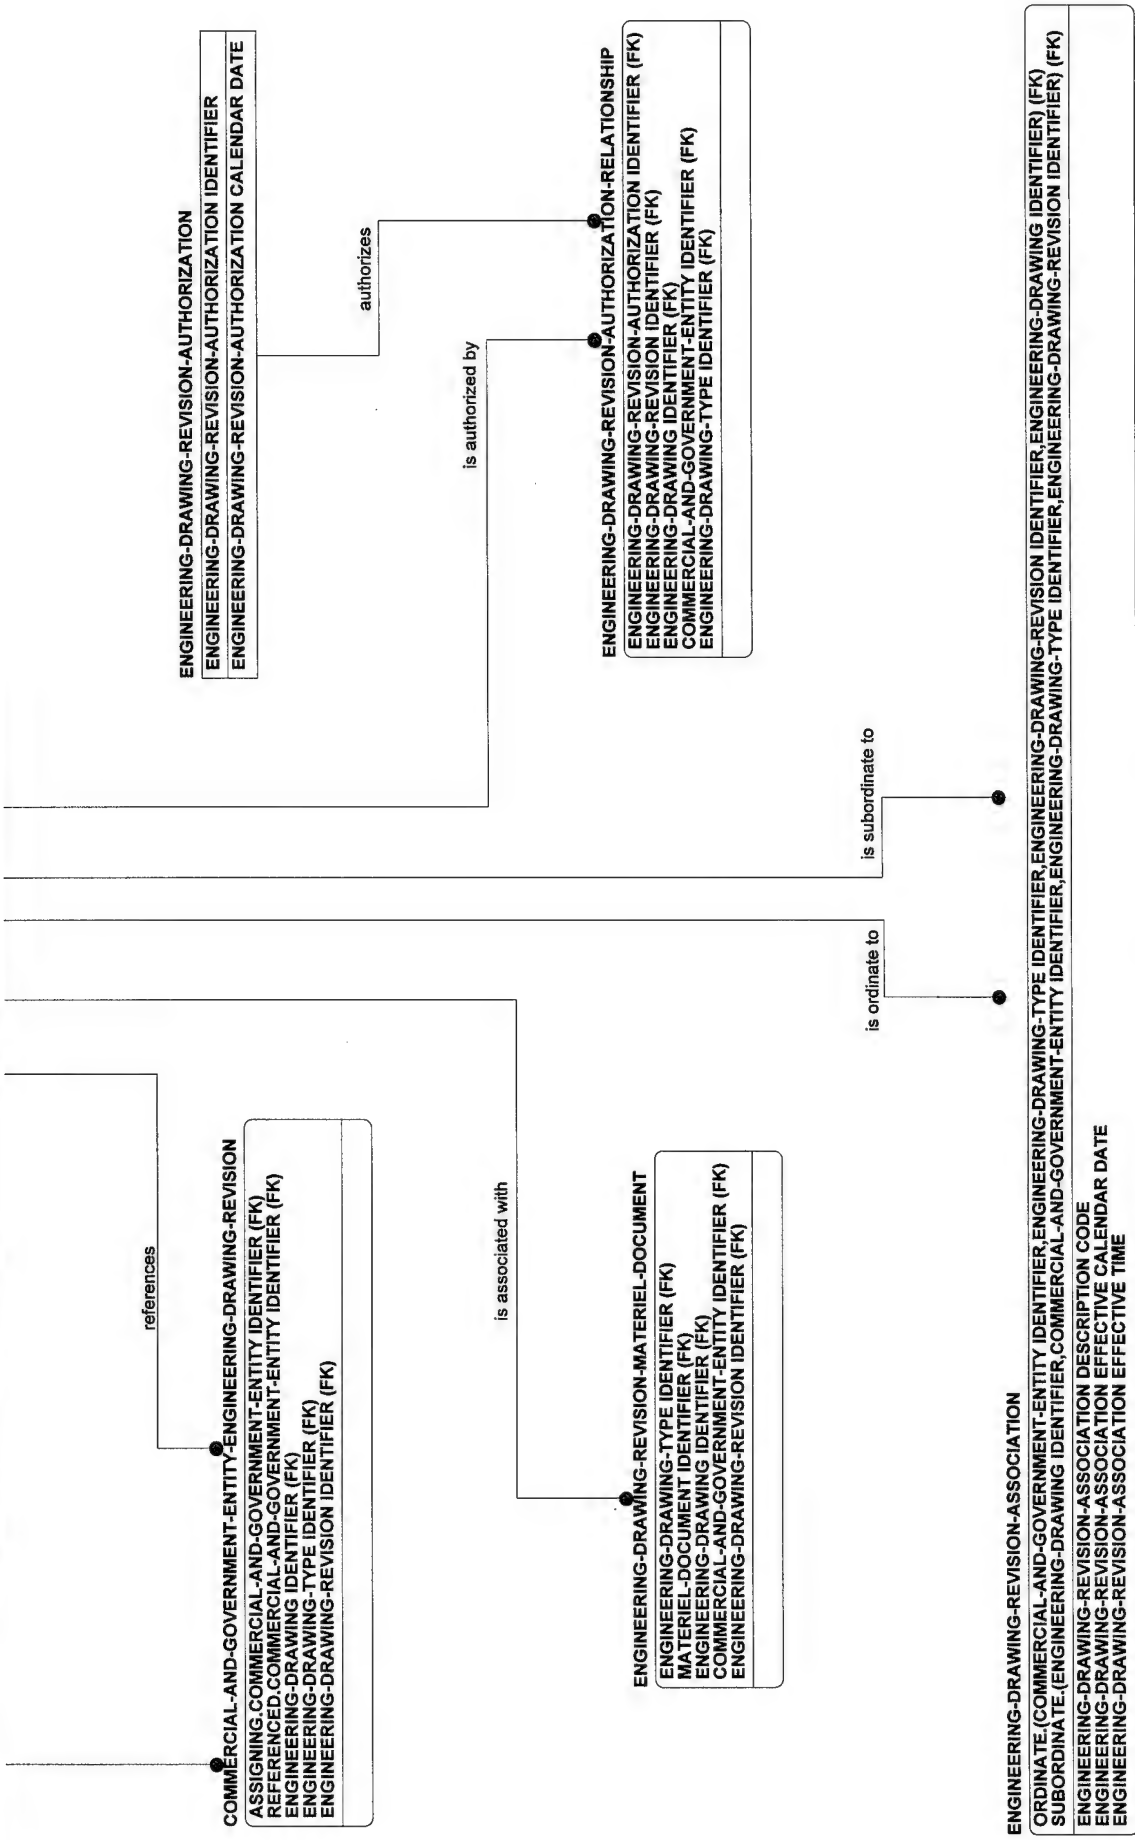 references
COMMERCIAL-AND-GOVERNMENT-ENTITY-ENGINEERING-DRAWING-REVISION
ASSIGNING.COMMERCIAL-AND-GOVERNMENT-ENTITY IDENTIFIER (FK)
REFERENCED.COMMERCIAL-AND-GOVERNMENT-ENTITY IDENTIFIER (FK)
ENGINEERING-DRAWING IDENTIFIER (FK)
ENGINEERING-DRAWING-TYPE IDENTIFIER (FK)
ENGINEERING-DRAWING-REVISION IDENTIFIER (FK)
ENGINEERING-DRAWING-REVISION-AUTHORIZATION
ENGINEERING-DRAWING-REVISION-AUTHORIZATION IDENTIFIER
ENGINEERING-DRAWING-REVISION-AUTHORIZATION CALENDAR DATE
authorizes
is authorized by
is associated with
ENGINEERING-DRAWING-REVISION-AUTHORIZATION-RELATIONSHIP
ENGINEERING-DRAWING-REVISION-AUTHORIZATION IDENTIFIER (FK)
ENGINEERING-DRAWING-REVISION IDENTIFIER (FK)
ENGINEERING-DRAWING IDENTIFIER (FK)
COMMERCIAL-AND-GOVERNMENT-ENTITY IDENTIFIER (FK)
ENGINEERING-DRAWING-TYPE IDENTIFIER (FK)
ENGINEERING-DRAWING-REVISION-MATERIEL-DOCUMENT
ENGINEERING-DRAWING-TYPE IDENTIFIER (FK)
MATERIEL-DOCUMENT IDENTIFIER (FK)
ENGINEERING-DRAWING IDENTIFIER (FK)
COMMERCIAL-AND-GOVERNMENT-ENTITY IDENTIFIER (FK)
ENGINEERING-DRAWING-REVISION IDENTIFIER (FK)
is ordinate to
is subordinate to
ENGINEERING-DRAWING-REVISION-ASSOCIATION
ORDINATE.(COMMERCIAL-AND-GOVERNMENT-ENTITY IDENTIFIER,ENGINEERING-DRAWING-TYPE IDENTIFIER,ENGINEERING-DRAWING-TYPE IDENTIFIER,ENGINEERING-DRAWING-REVISION IDENTIFIER,ENGINEERING-DRAWING-REVISION IDENTIFIER,ENGINEERING-DRAWING IDENTIFIER) (FK)
SUBORDINATE.(ENGINEERING-DRAWING IDENTIFIER,COMMERCIAL-AND-GOVERNMENT-ENTITY IDENTIFIER,ENGINEERING-DRAWING-TYPE IDENTIFIER,ENGINEERING-DRAWING-REVISION IDENTIFIER) (FK)
ENGINEERING-DRAWING-REVISION-ASSOCIATION DESCRIPTION CODE
ENGINEERING-DRAWING-REVISION-ASSOCIATION EFFECTIVE CALENDAR DATE
ENGINEERING-DRAWING-REVISION-ASSOCIATION EFFECTIVE TIME